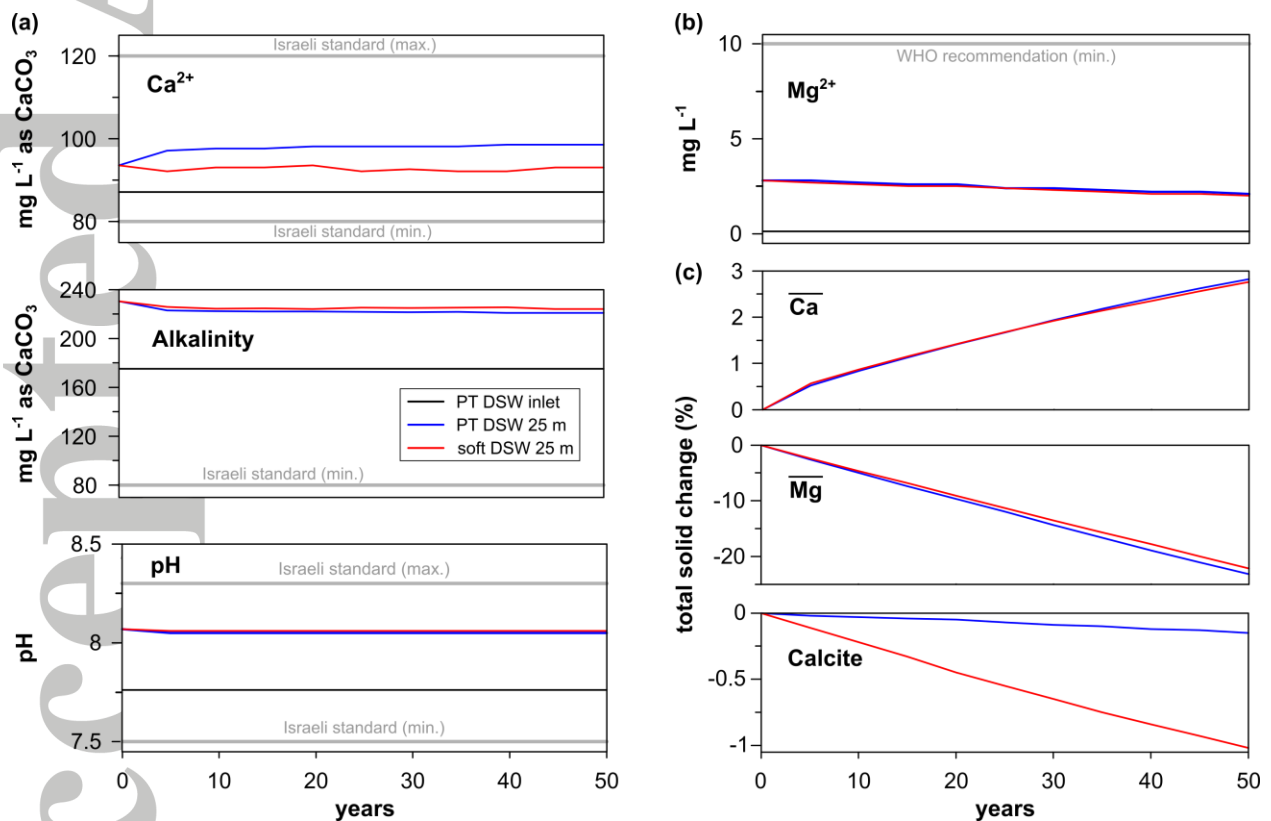 (a)
Israeli standard (max.)
120
Ca2+
100
80
Israeli standard (min.)
mg L-1 as CaCO3
240
200
160
120
80
Alkalinity
PT DSW inlet
PT DSW 25 m
soft DSW 25 m
Israeli standard (min.)
mg L-1 as CaCO3
8.5
pH
Israeli standard (max.)
8
Israeli standard (min.)
7.5
pH
0 10 20 30 40 50
years
(b)
10
WHO recommendation (min.)
Mg2+
5
0
mg L-1
(c)
3
Ca
2
1
0
0
Mg
-10
-20
total solid change (%)
0
Calcite
-0.5
-1
0 10 20 30 40 50
years